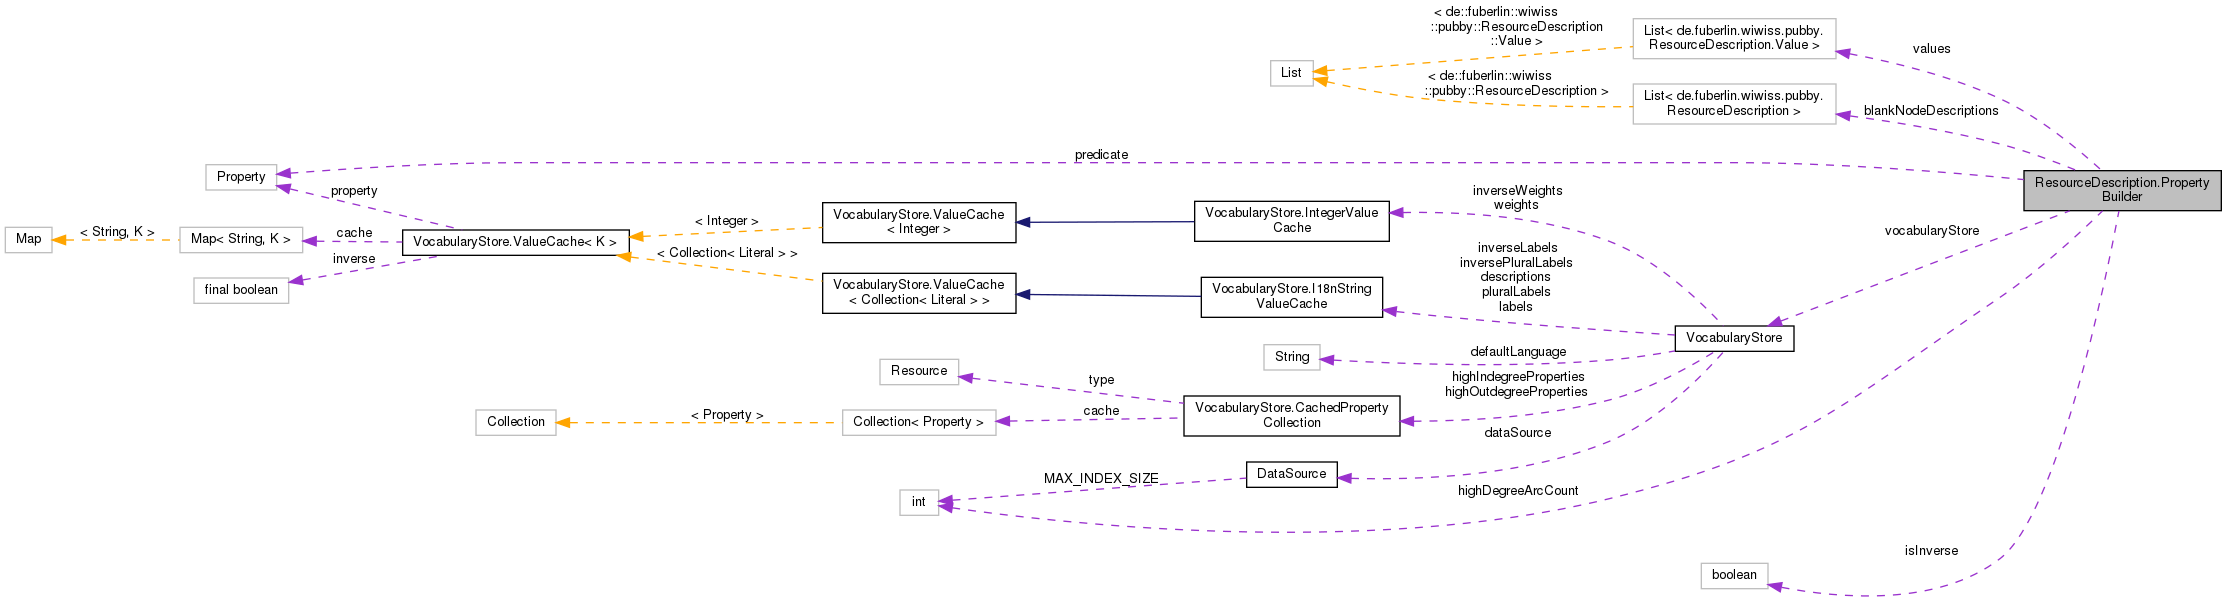 < de::fuberlin::wiwiss
::pubby::ResourceDescription
::Value >
List< de.fuberlin.wiwiss.pubby.
ResourceDescription.Value >
values
List
< de::fuberlin::wiwiss
::pubby::ResourceDescription >
List< de.fuberlin.wiwiss.pubby.
ResourceDescription >
blankNodeDescriptions
predicate
Property
property
ResourceDescription.Property
Builder
Map
< String, K >
Map< String, K >
cache
inverse
final boolean
VocabularyStore.ValueCache< K >
< Integer >
< Collection< Literal > >
VocabularyStore.ValueCache
< Integer >
VocabularyStore.IntegerValue
Cache
inverseWeights
weights
vocabularyStore
VocabularyStore.ValueCache
< Collection< Literal > >
VocabularyStore.I18nString
ValueCache
inverseLabels
inversePluralLabels
descriptions
pluralLabels
labels
VocabularyStore
String
defaultLanguage
Resource
type
highIndegreeProperties
highOutdegreeProperties
Collection
< Property >
Collection< Property >
cache
VocabularyStore.CachedProperty
Collection
dataSource
DataSource
MAX_INDEX_SIZE
int
highDegreeArcCount
isInverse
boolean